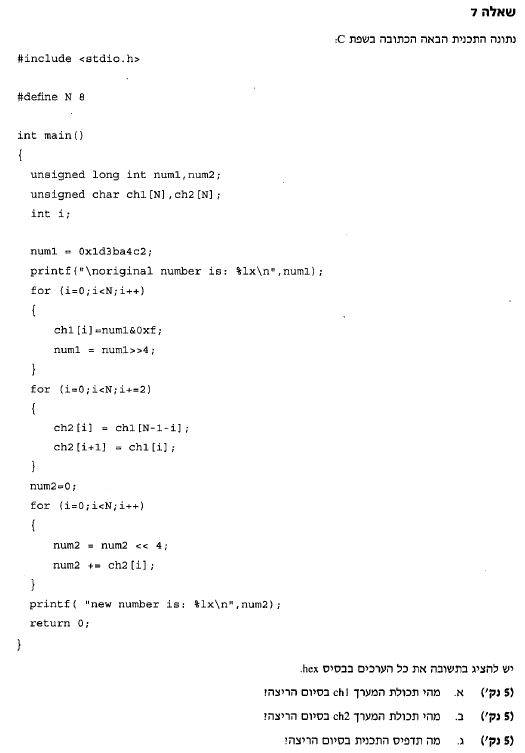 שאלה 7
נתונה התכנית הבאה הכתובה בשפת C:
#include <stdio.h>
#define N 8
int main()
{
unsigned long int num1,num2;
unsigned char ch1[N],ch2[N];
int i;
num1 = 0x1d3ba4c2;
printf("\noriginal number is: %lx\n",num1);
for (i=0;i<N;i++)
{
ch1[i]=num1&0xf;
num1 = num1>>4;
}
for (i=0;i<N;i+=2)
{
ch2[i] = ch1[N-1-i];
ch2[i+1] = ch1[i];
}
num2=0;
for (i=0;i<N;i++)
{
num2 = num2 << 4;
num2 += ch2[i];
}
printf( "new number is: %lx\n",num2);
return 0;
}
יש להציג בתשובה את כל הערכים בבסיס hex.
(5 נק') א. מהי תכולת המערך ch1 בסיום הריצה?
(5 נק') ב. מהי תכולת המערך ch2 בסיום הריצה?
(5 נק') ג. מה תדפיס התכנית בסיום הריצה?